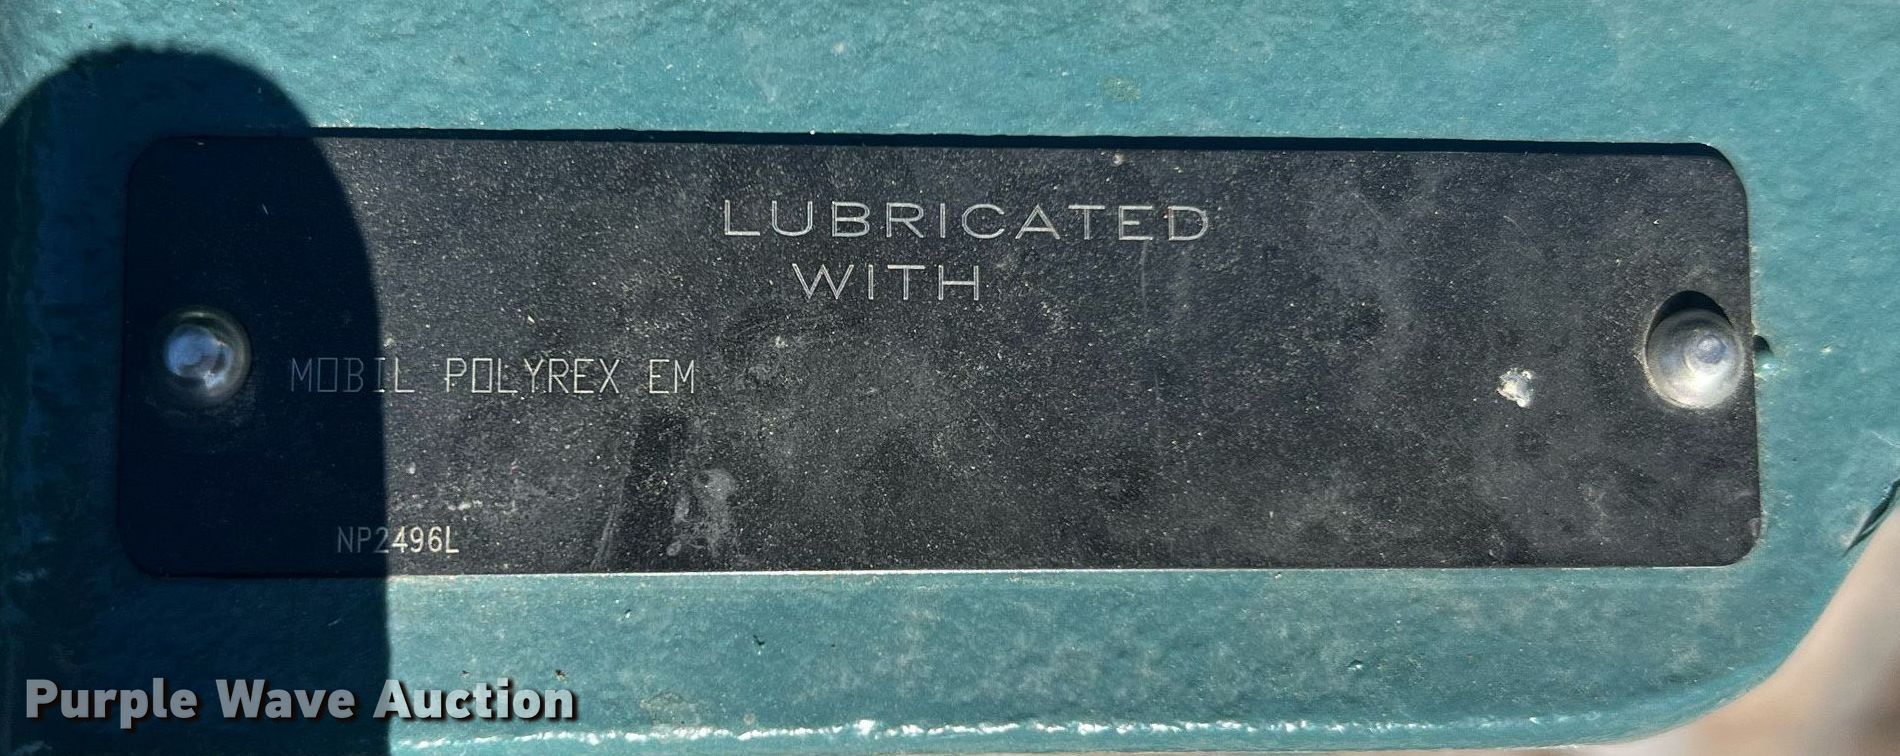 LUBRICATED
WITH
MOBIL POLYREX EM
NP2496L
Purple Wave Auction